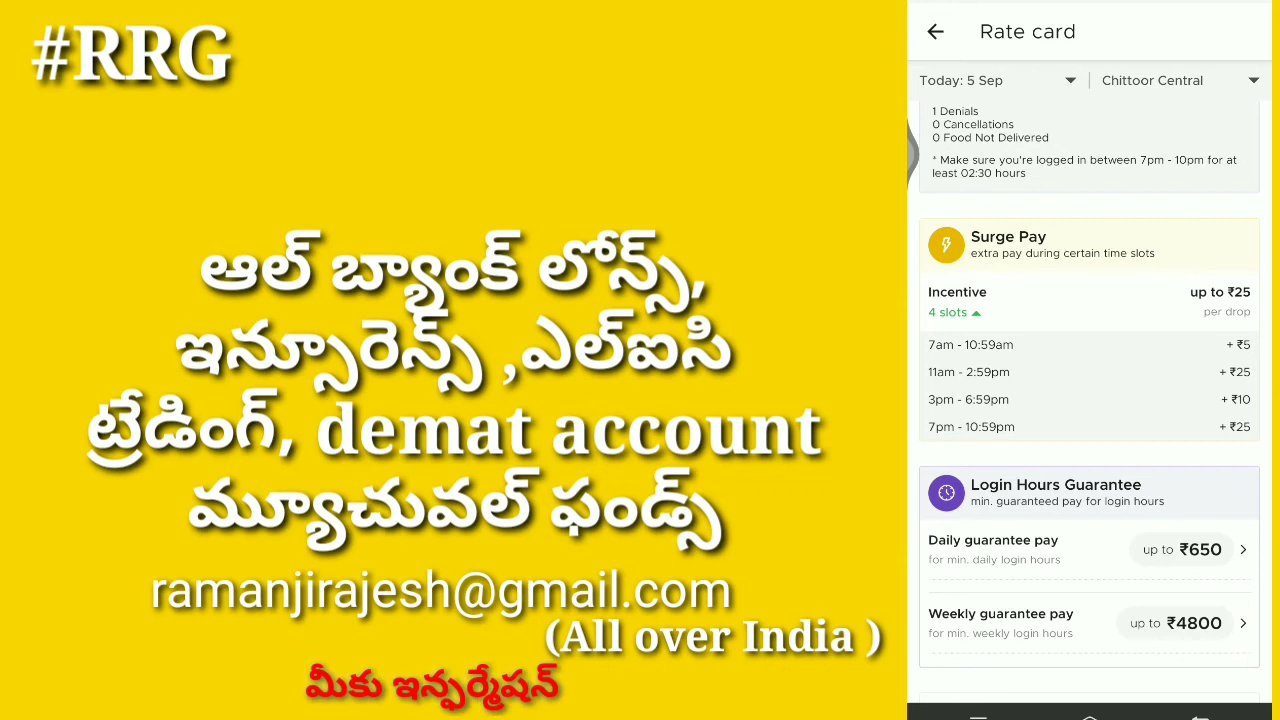 #RRG
ఆల్ బ్యాంక్ లోన్స్,
ఇన్సూరెన్స్ ,ఎల్ఐసి
ట్రేడింగ్, demat account
మ్యూచువల్ ఫండ్స్
ramanjirajesh@gmail.com
(All over India )
మీకు ఇన్ఫర్మేషన్
Rate card
Today: 5 Sep
Chittoor Central
1 Denials
0 Cancellations
0 Food Not Delivered
* Make sure you're logged in between 7pm - 10pm for at
least 02:30 hours
Surge Pay
extra pay during certain time slots
Incentive up to ₹25
4 slots per drop
7am - 10:59am + ₹5
11am - 2:59pm + ₹25
3pm - 6:59pm + ₹10
7pm - 10:59pm + ₹25
Login Hours Guarantee
min. guaranteed pay for login hours
Daily guarantee pay up to ₹650
for min. daily login hours
Weekly guarantee pay up to ₹4800
for min. weekly login hours